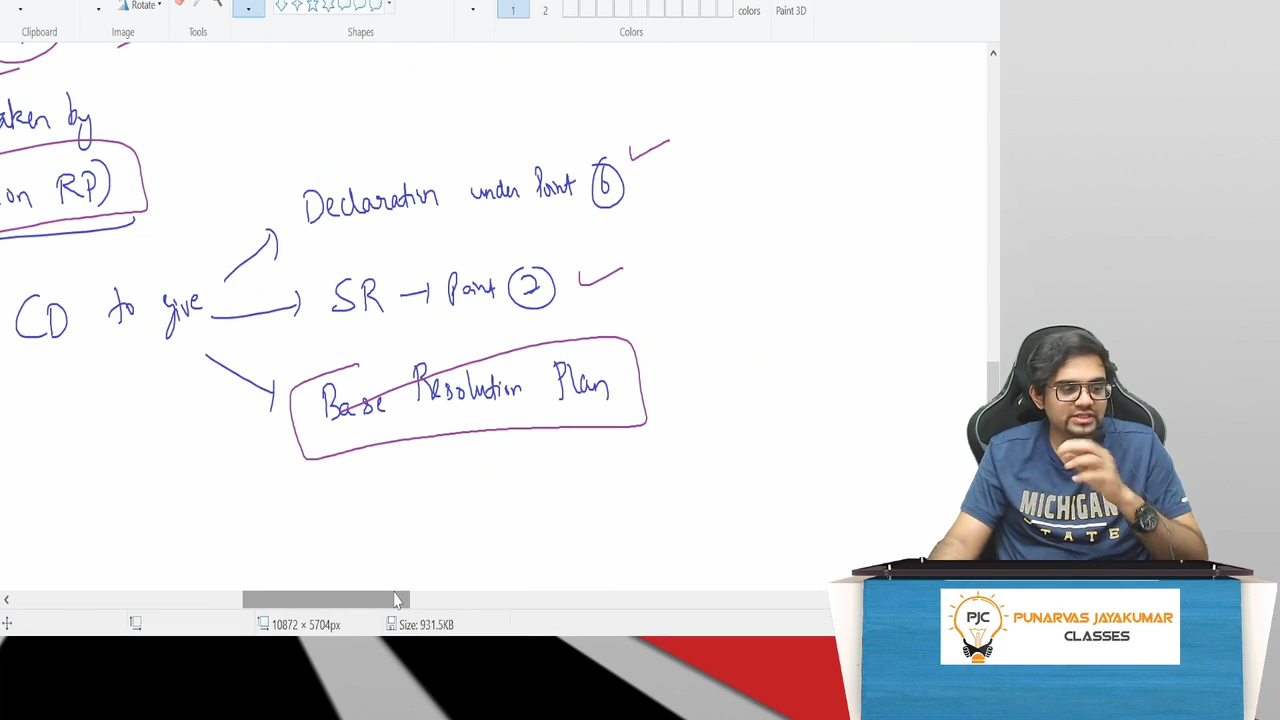 Rotate
1
2
colors
Paint 3D
Clipboard
Image
Tools
Shapes
Colors
aken by
on RP)
Declaration under Point 6
CD to give
SR → Point 7
Base Resolution Plan
10872 × 5704px
Size: 931.5KB
MICHIGAN
STATE
PJC
PUNARVAS JAYAKUMAR
CLASSES